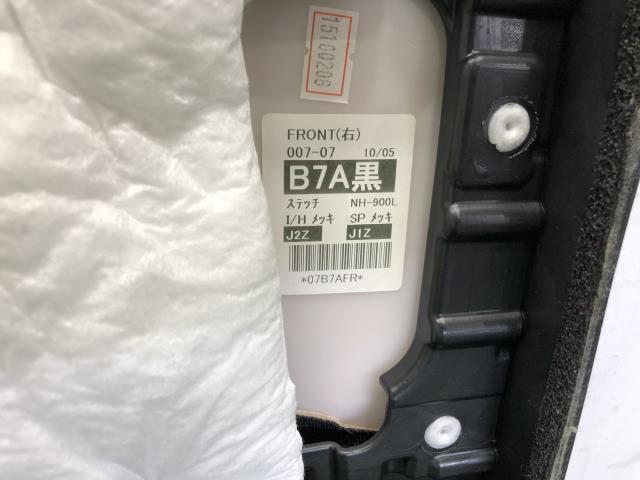 15100206
FRONT(右)
007-07 10/05
B7A黒
ステッチ NH-900L
I/H メッキ SP メッキ
J2Z J1Z
*07B7AFR*